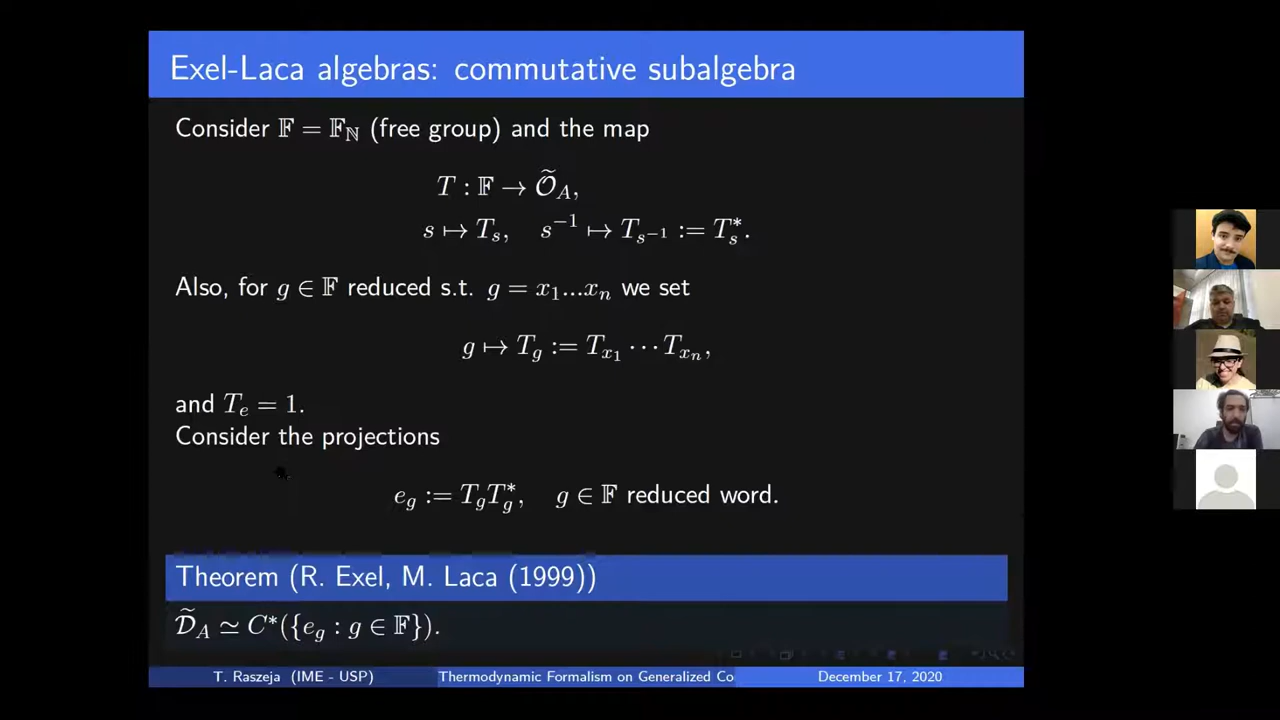 Exel-Laca algebras: commutative subalgebra
Consider 𝔽 = 𝔽_ℕ (free group) and the map
T : 𝔽 → Õ_A,
s ↦ T_s, s^{-1} ↦ T_{s^{-1}} := T_s^*.
Also, for g ∈ 𝔽 reduced s.t. g = x_1...x_n we set
g ↦ T_g := T_{x_1} ⋯ T_{x_n},
and T_e = 1.
Consider the projections
e_g := T_g T_g^*, g ∈ 𝔽 reduced word.
Theorem (R. Exel, M. Laca (1999))
D̃_A ≃ C^*({e_g : g ∈ 𝔽}).
T. Raszeja (IME - USP) Thermodynamic Formalism on Generalized Co December 17, 2020